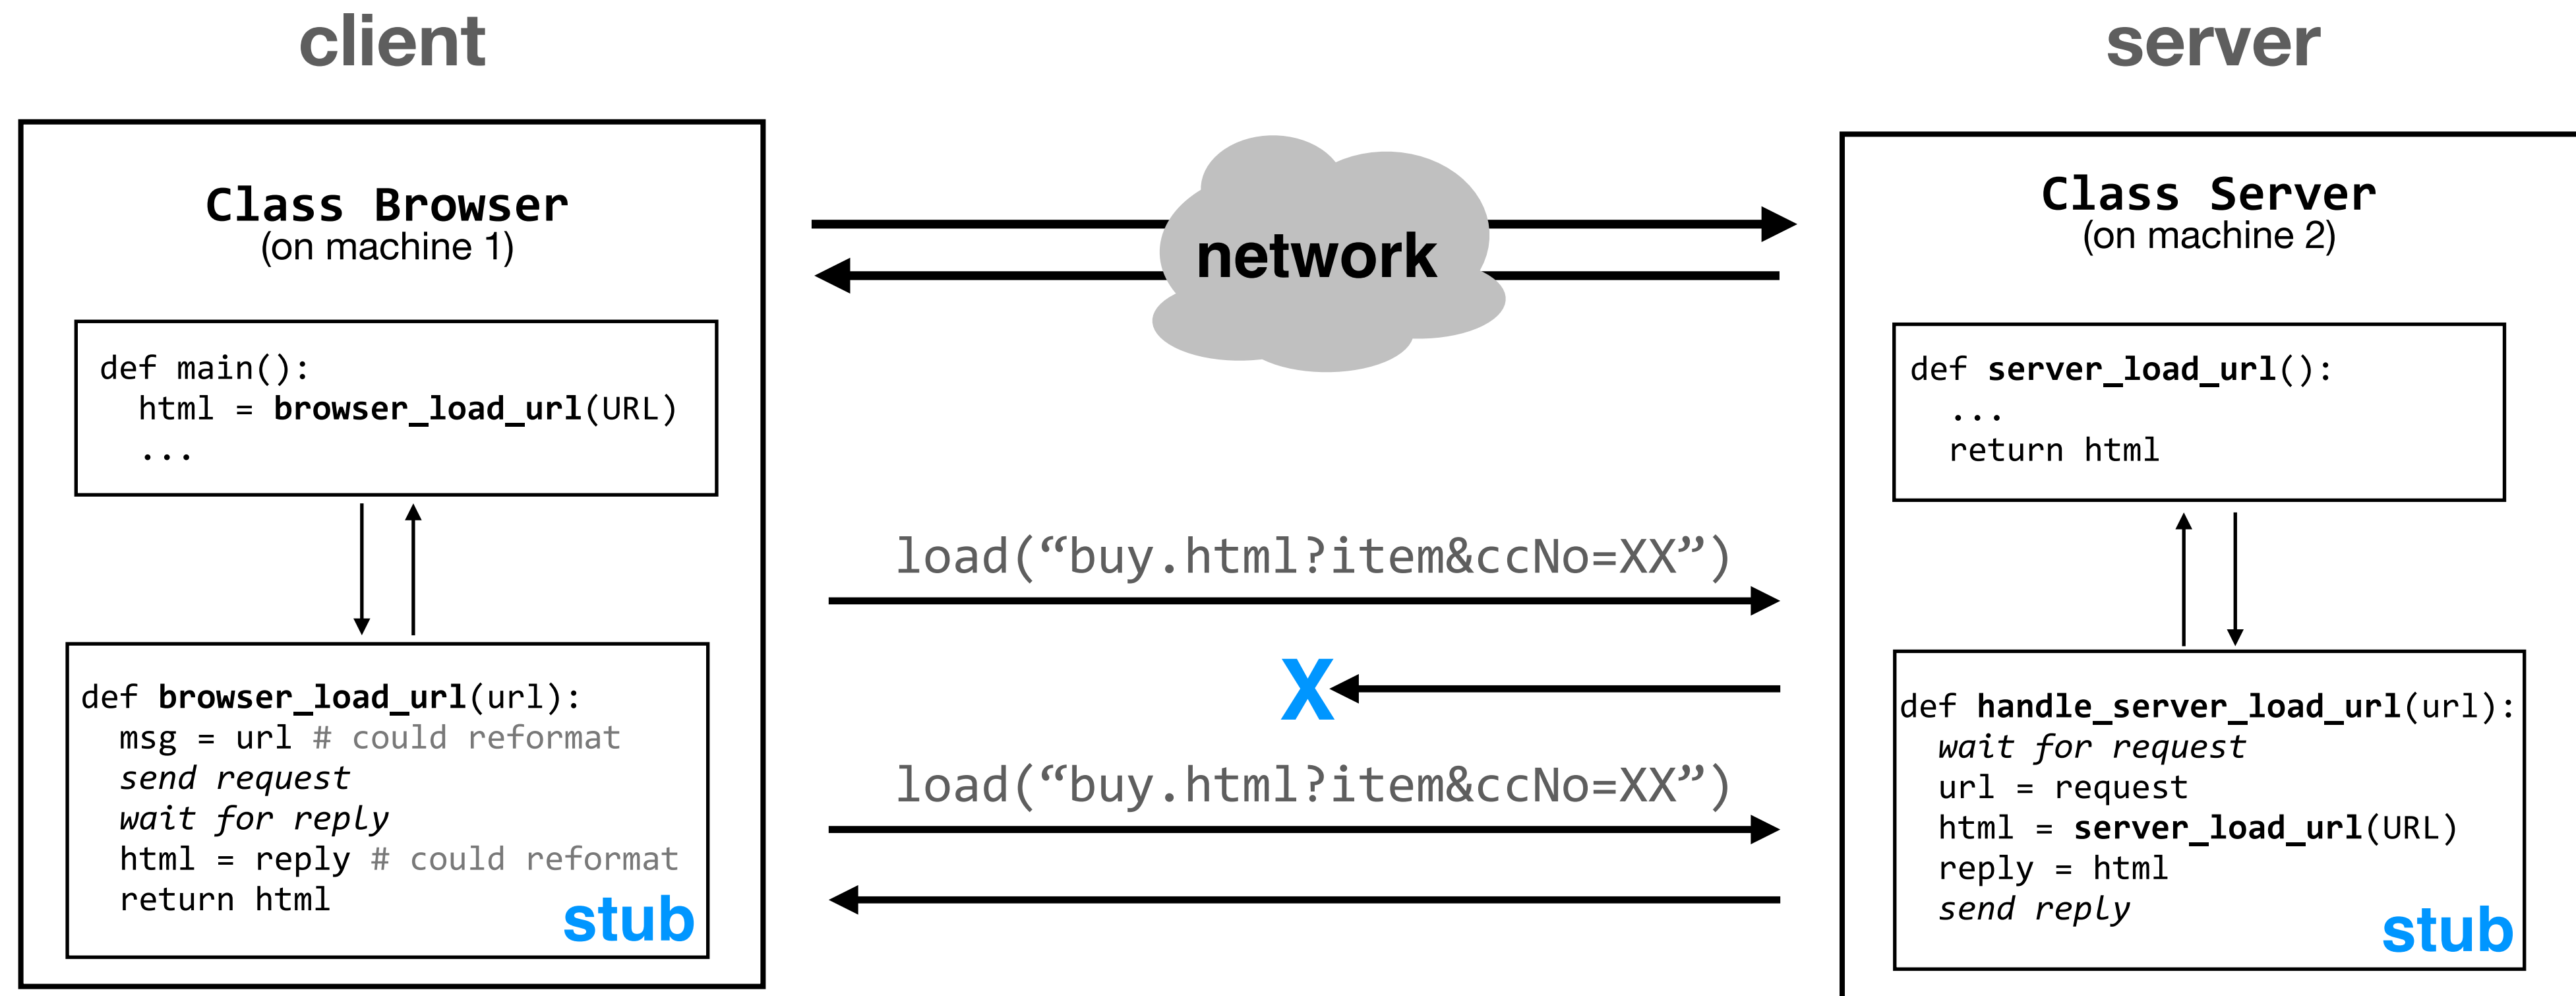 client
server
Class Browser
(on machine 1)
def main():
html = browser_load_url(URL)
...
def browser_load_url(url):
msg = url # could reformat
send request
wait for reply
html = reply # could reformat
return html
stub
network
load(“buy.html?item&ccNo=XX”)
X
load(“buy.html?item&ccNo=XX”)
Class Server
(on machine 2)
def server_load_url():
...
return html
def handle_server_load_url(url):
wait for request
url = request
html = server_load_url(URL)
reply = html
send reply
stub